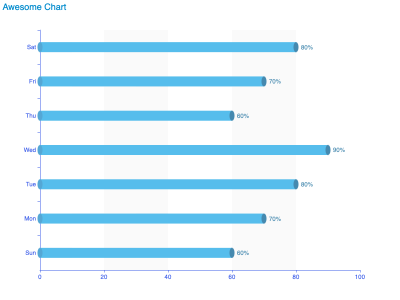 Awesome Chart
Sat 80%
Fri 70%
Thu 60%
Wed 90%
Tue 80%
Mon 70%
Sun 60%
0 20 40 60 80 100